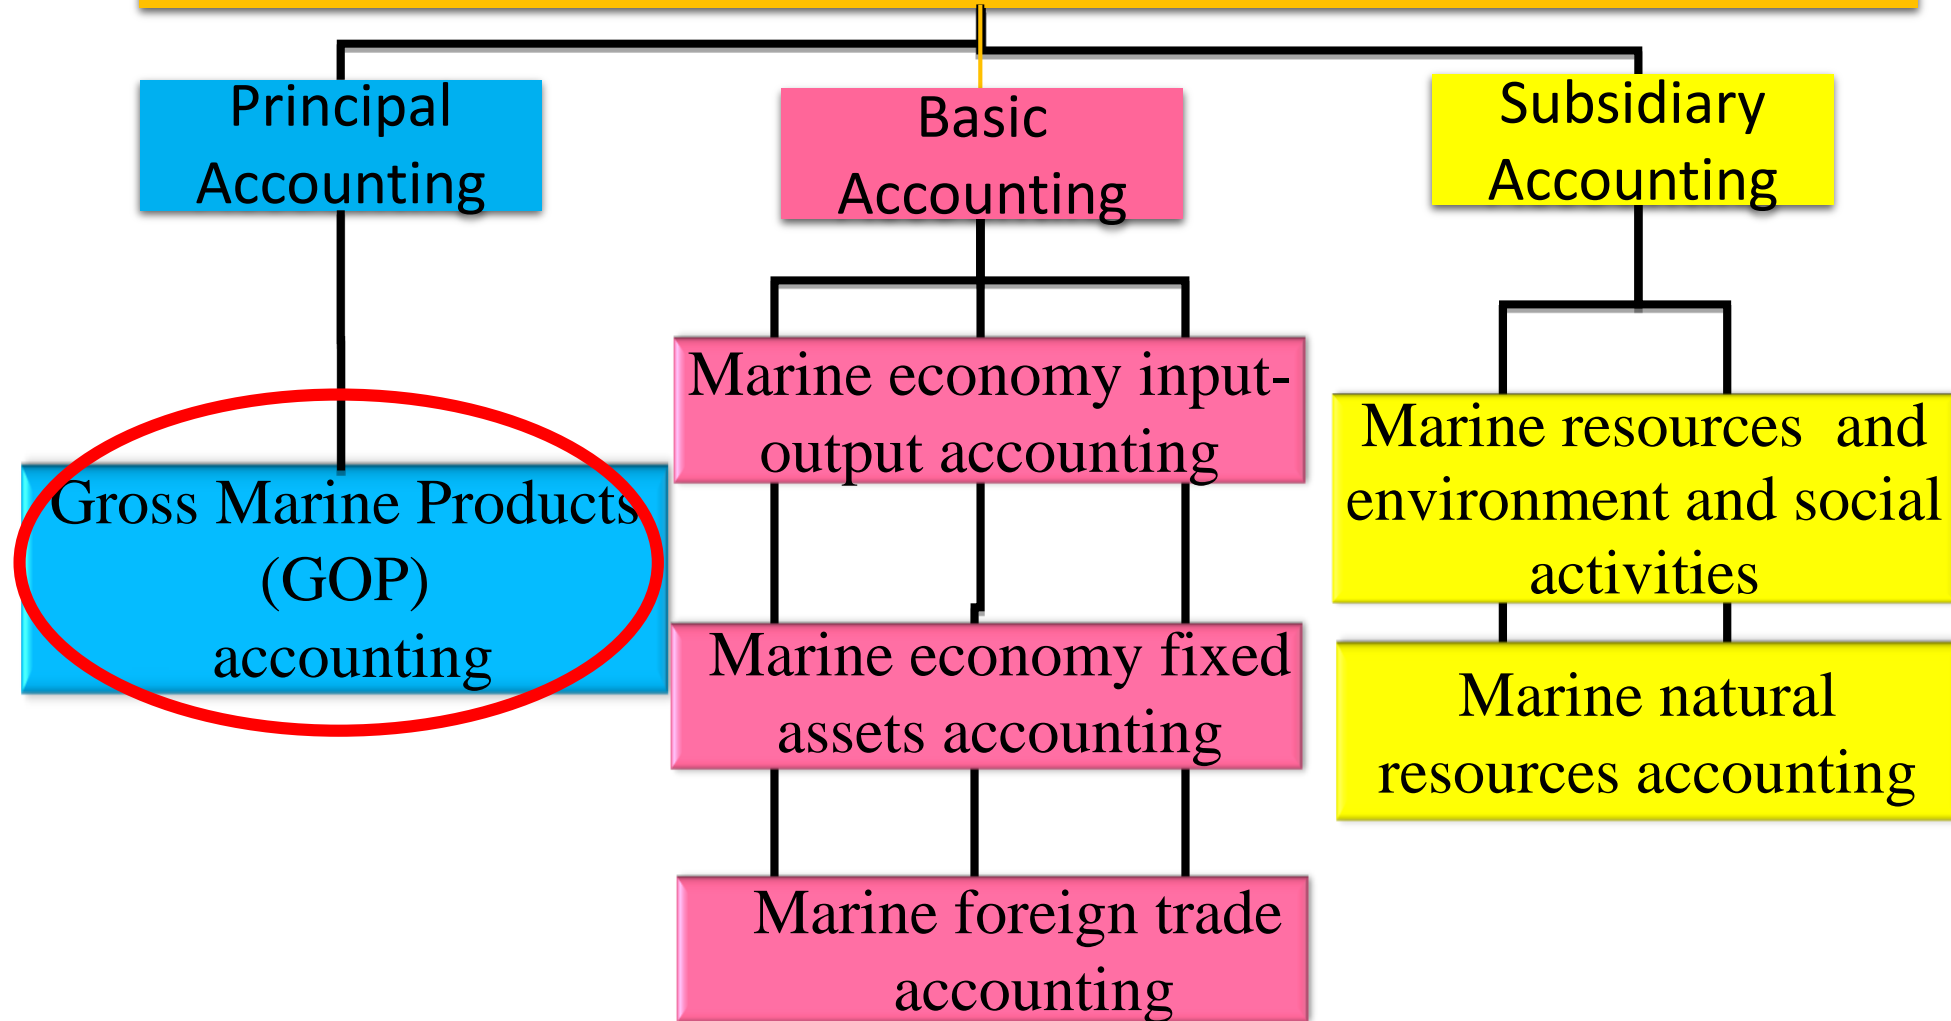 Principal
Accounting
Basic
Accounting
Subsidiary
Accounting
Gross Marine Products
(GOP)
accounting
Marine economy input-
output accounting
Marine economy fixed
assets accounting
Marine foreign trade
accounting
Marine resources  and
environment and social
activities
Marine natural
resources accounting